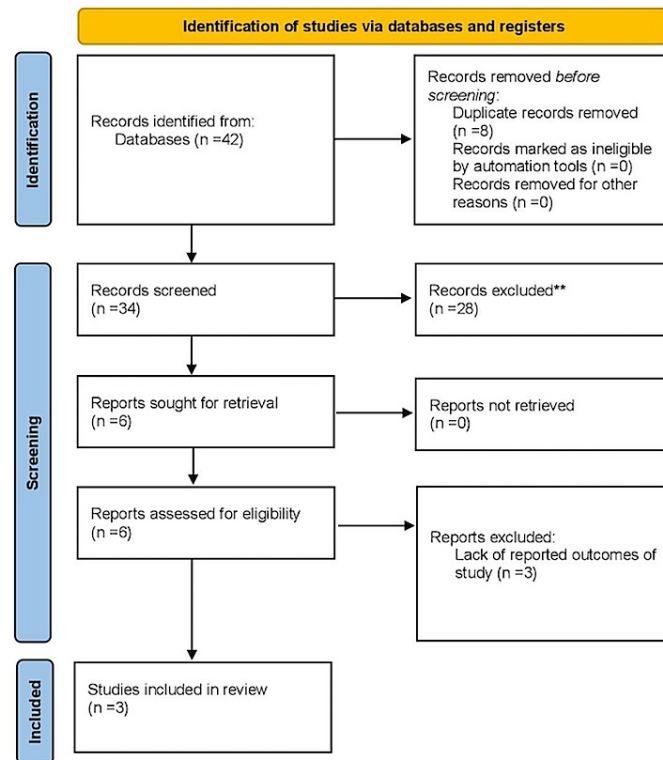 Identification of studies via databases and registers
Identification
Records identified from:
Databases (n =42)
Records removed before
screening:
Duplicate records removed
(n =8)
Records marked as ineligible
by automation tools (n =0)
Records removed for other
reasons (n =0)
Screening
Records screened
(n =34)
Records excluded**
(n =28)
Reports sought for retrieval
(n =6)
Reports not retrieved
(n =0)
Reports assessed for eligibility
(n =6)
Reports excluded:
Lack of reported outcomes of
study (n =3)
Included
Studies included in review
(n =3)